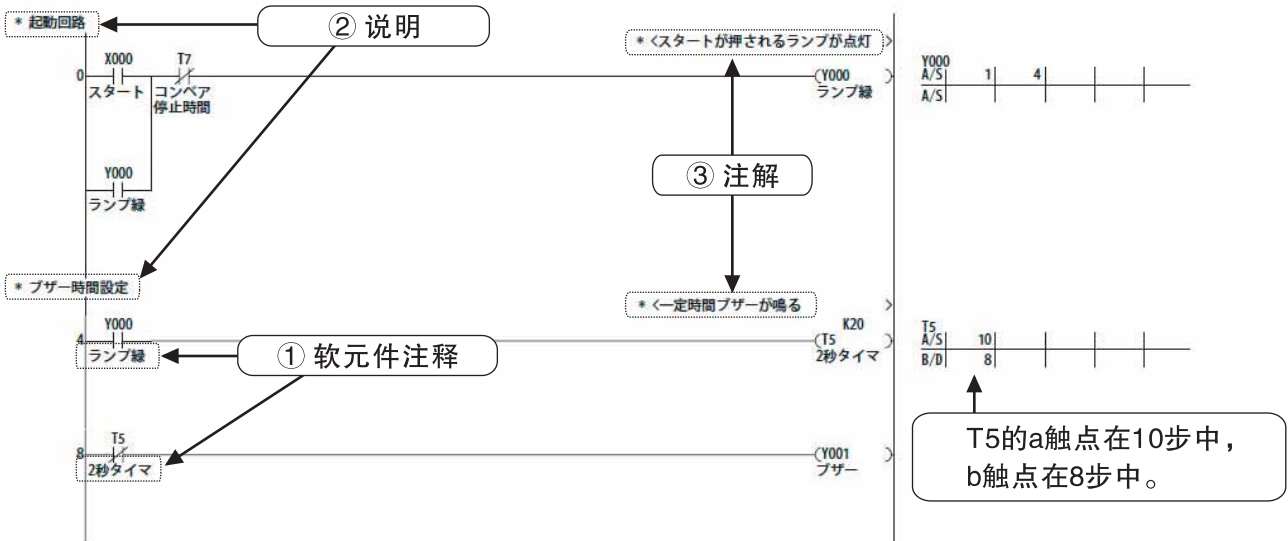 * 起動回路
② 说明
* <スタートが押されるランプが点灯 >
X000 T7
0 (Y000 )
スタート コンベア
停止時間
ランプ緑
Y000
A/S 1 4
A/S
③ 注解
Y000
ランプ緑
* ブザー時間設定
* <一定時間ブザーが鳴る >
Y000 K20
4 (T5 )
ランプ緑 2秒タイマ
T5
A/S 10
B/D 8
① 软元件注释
T5的a触点在10步中，
b触点在8步中。
T5
8 (Y001 )
2秒タイマ ブザー